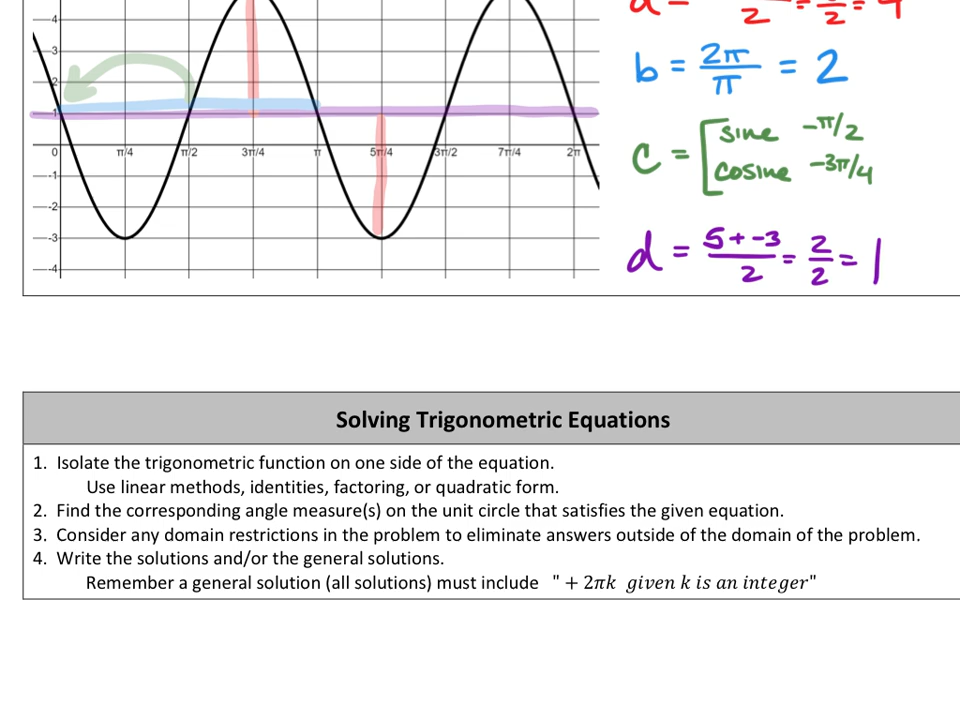 a = 2 = 8/2 = 4
4
3
2
1
0 π/4 π/2 3π/4 π 5π/4 3π/2 7π/4 2π
-1
-2
-3
-4
b = 2π/π = 2
c = [ sine -π/2
cosine -3π/4
d = 5+-3/2 = 2/2 = 1
Solving Trigonometric Equations
1. Isolate the trigonometric function on one side of the equation.
Use linear methods, identities, factoring, or quadratic form.
2. Find the corresponding angle measure(s) on the unit circle that satisfies the given equation.
3. Consider any domain restrictions in the problem to eliminate answers outside of the domain of the problem.
4. Write the solutions and/or the general solutions.
Remember a general solution (all solutions) must include " + 2πk given k is an integer"